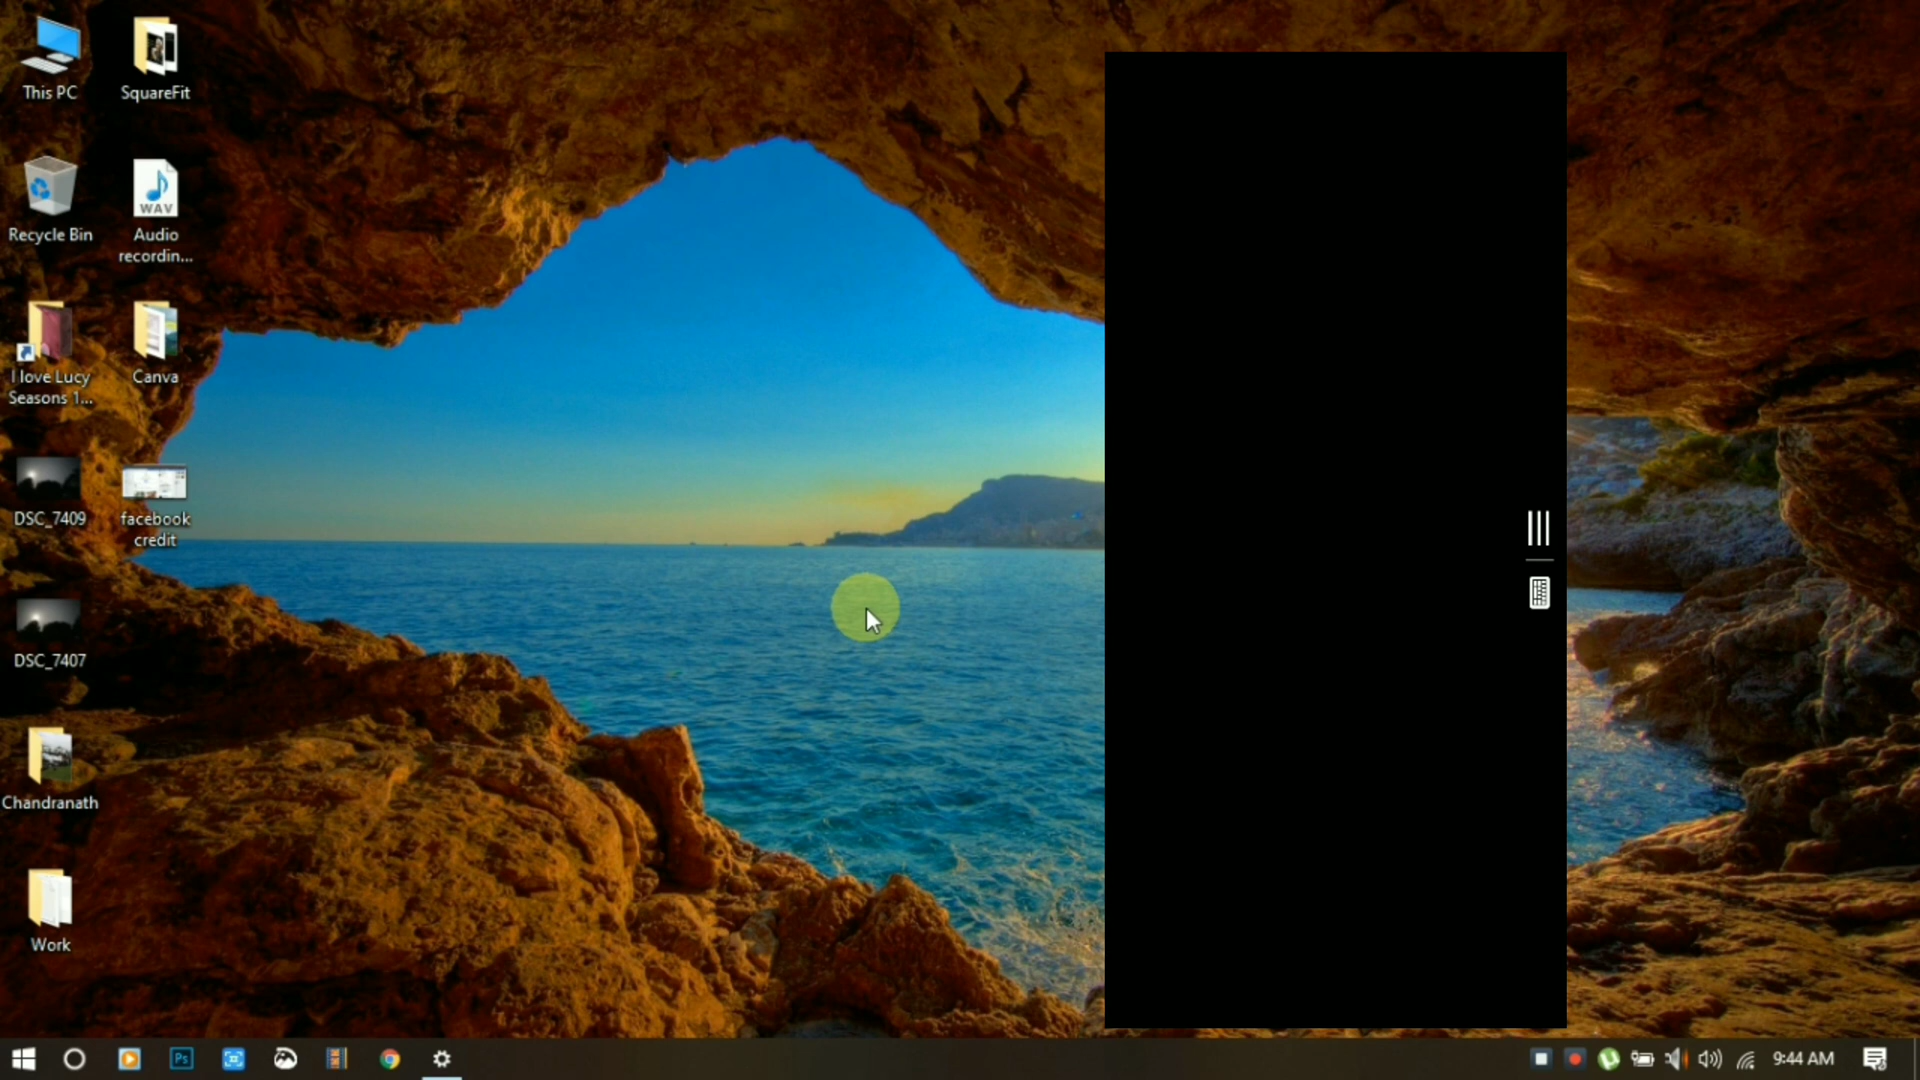 This PC
SquareFit
Recycle Bin
WAV
Audio
recordin...
I love Lucy
Seasons 1...
Canva
DSC_7409
facebook
credit
DSC_7407
Chandranath
Work
Ps
9:44 AM